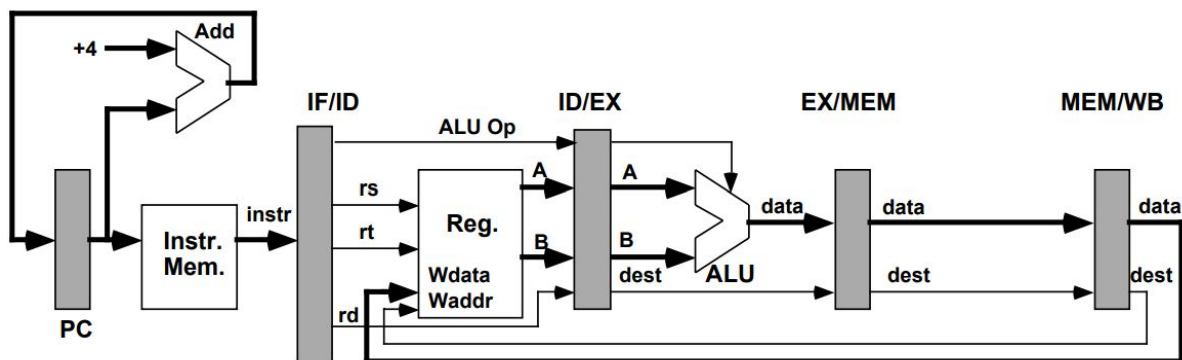 Add
+4
IF/ID
ID/EX
EX/MEM
MEM/WB
ALU Op
A
A
rs
instr
Reg.
data
data
data
Instr.
Mem.
rt
B
B
Wdata
dest
ALU
dest
dest
Waddr
rd
PC